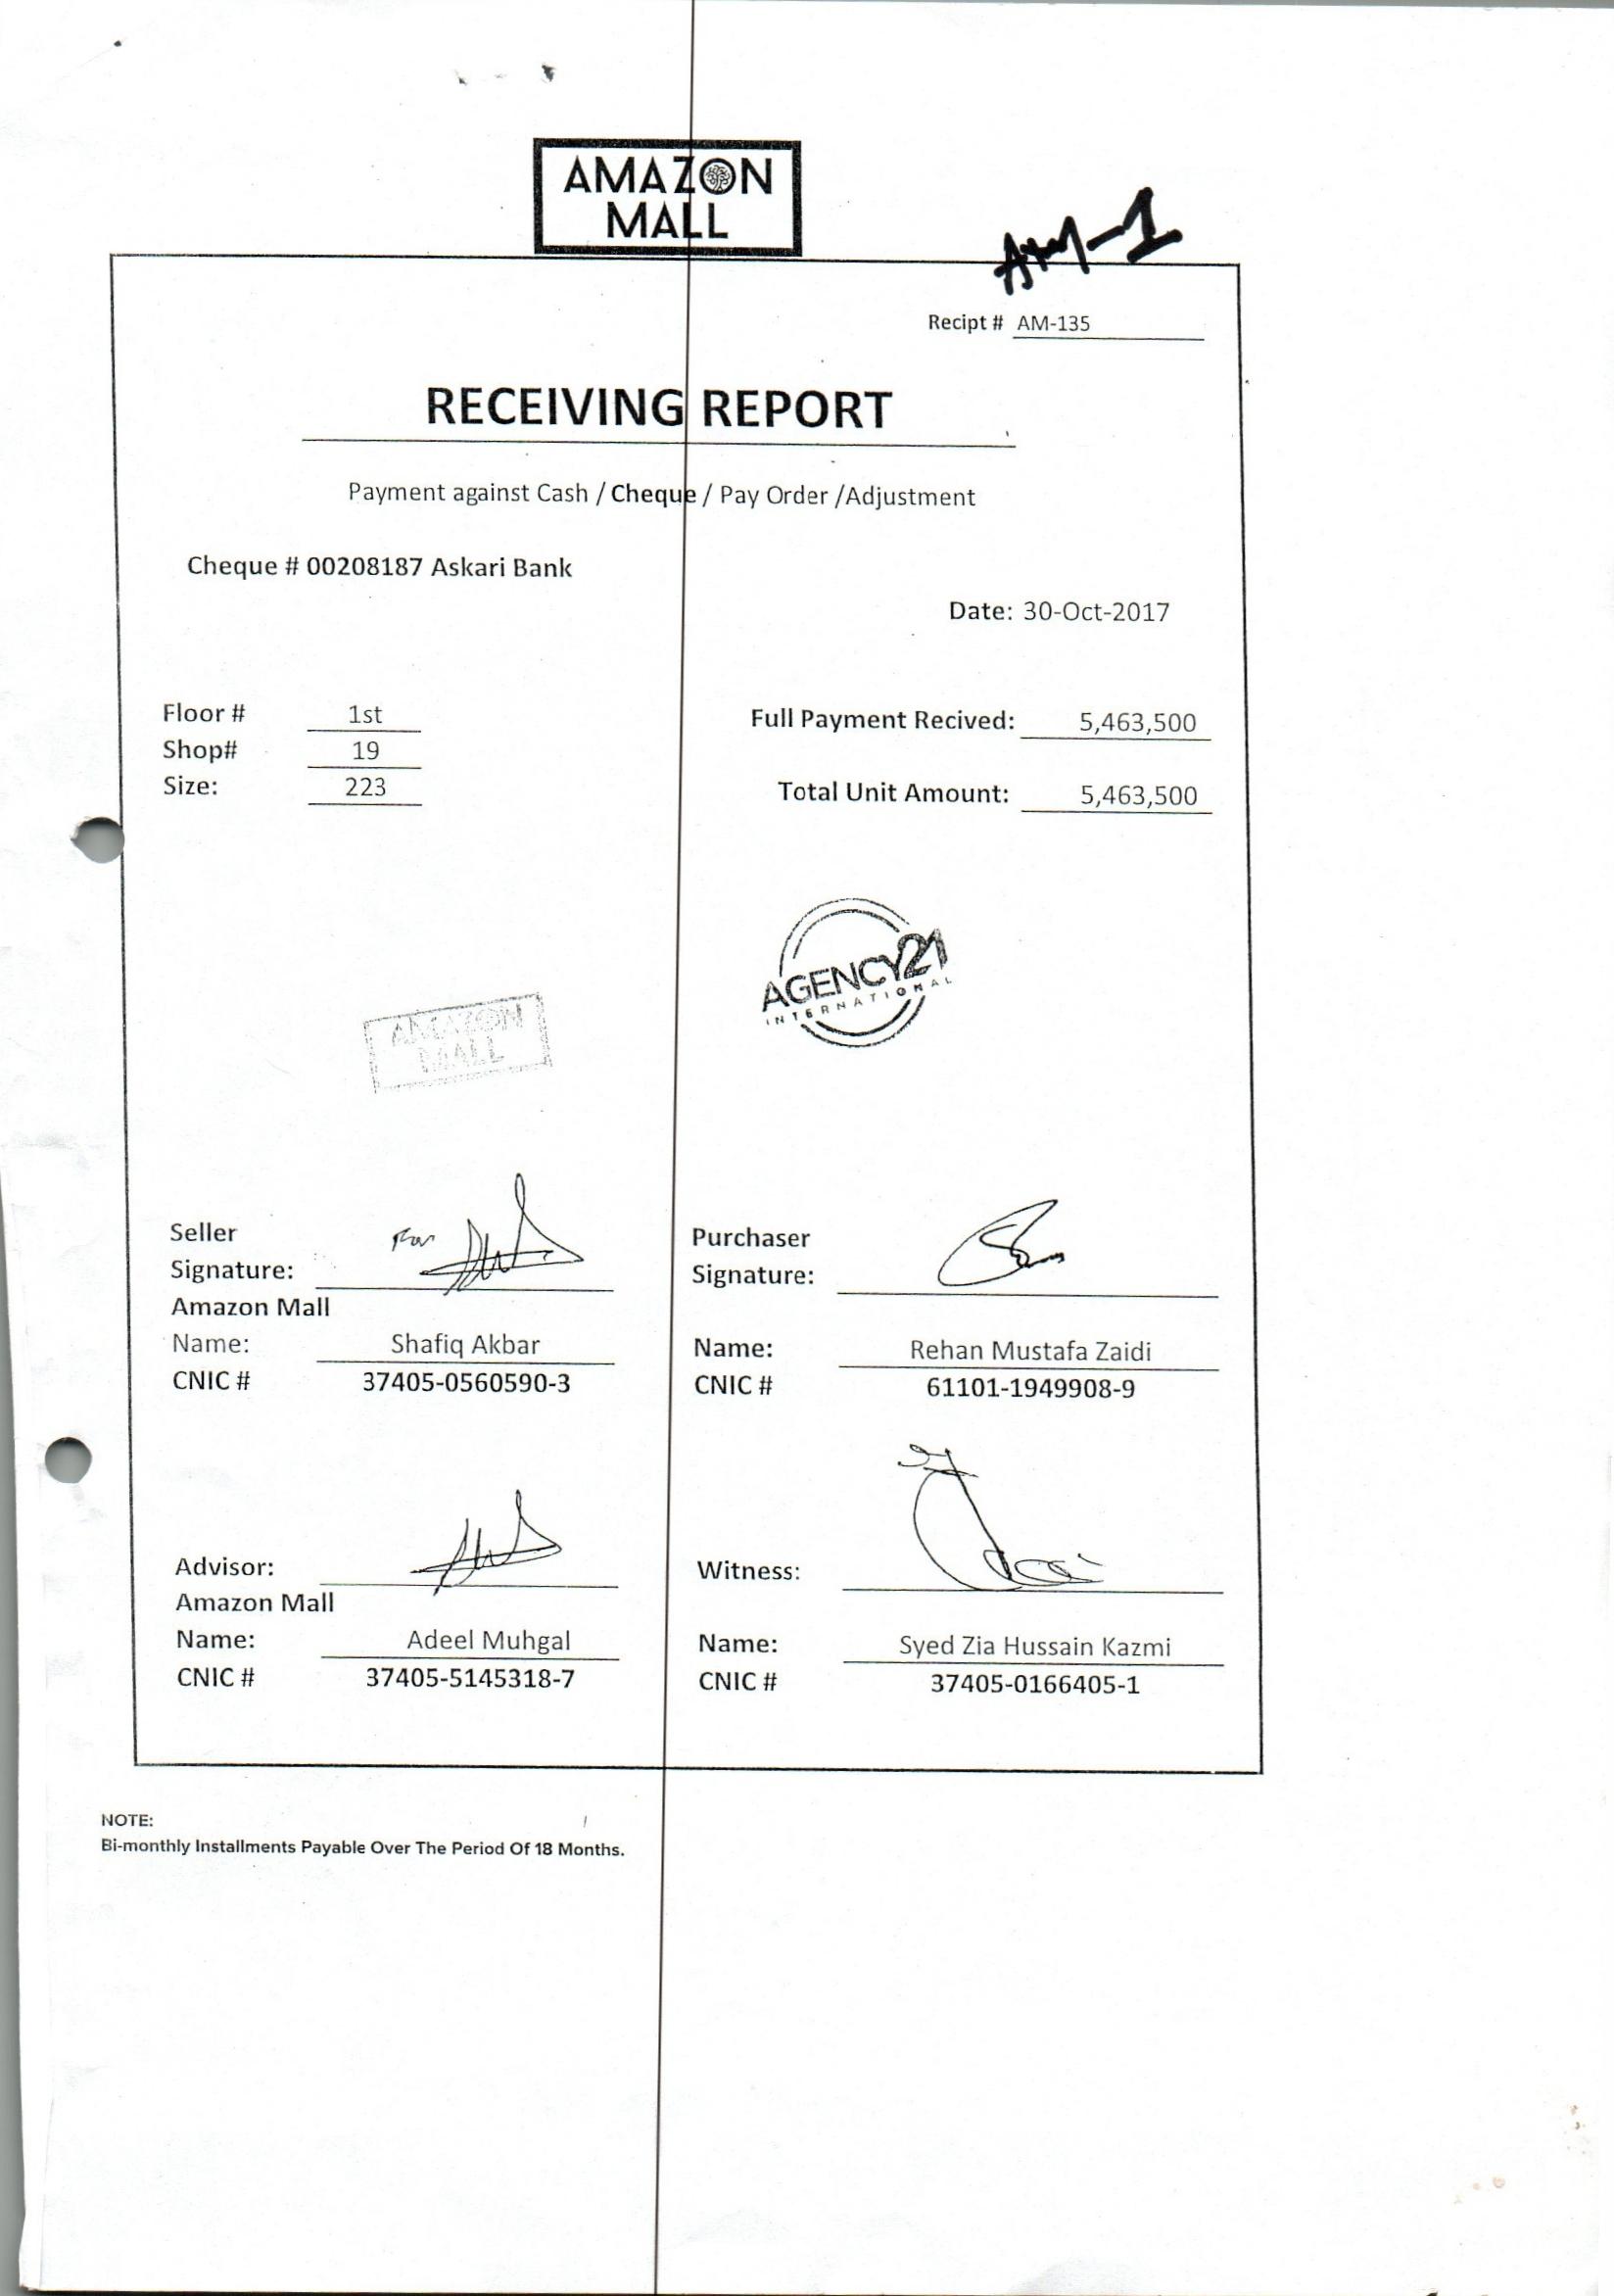 AMAZON
MALL
Recipt # AM-135
RECEIVING REPORT
Payment against Cash / Cheque / Pay Order /Adjustment
Cheque # 00208187 Askari Bank
Date: 30-Oct-2017
Floor # 1st
Full Payment Recived: 5,463,500
Shop# 19
Size: 223
Total Unit Amount: 5,463,500
AGENCY21
INTERNATIONAL
AMAZON
MALL
Seller
Signature: For
Amazon Mall
Name: Shafiq Akbar
CNIC # 37405-0560590-3
Purchaser
Signature:
Name: Rehan Mustafa Zaidi
CNIC # 61101-1949908-9
Advisor:
Amazon Mall
Name: Adeel Muhgal
CNIC # 37405-5145318-7
Witness:
Name: Syed Zia Hussain Kazmi
CNIC # 37405-0166405-1
NOTE:
Bi-monthly Installments Payable Over The Period Of 18 Months.